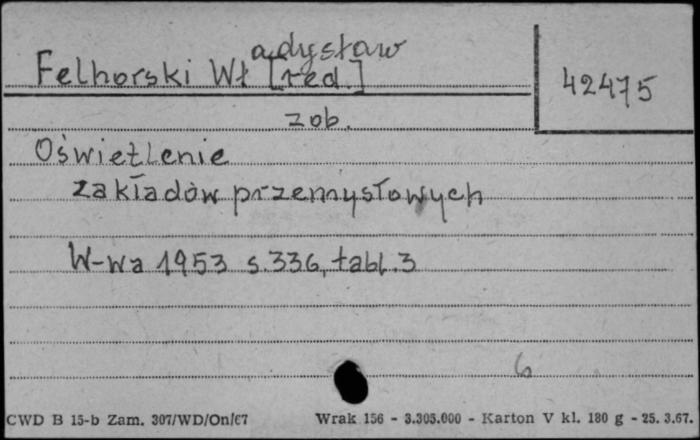 Felhorski Władysław [red.]
42475
zob.
Oświetlenie
zakładów przemysłowych
W-wa 1953 s.336, tabl.3
6
CWD B 15-b Zam. 307/WD/On/67 Wrak 156 - 3.305.000 - Karton V kl. 180 g - 25. 3.67.